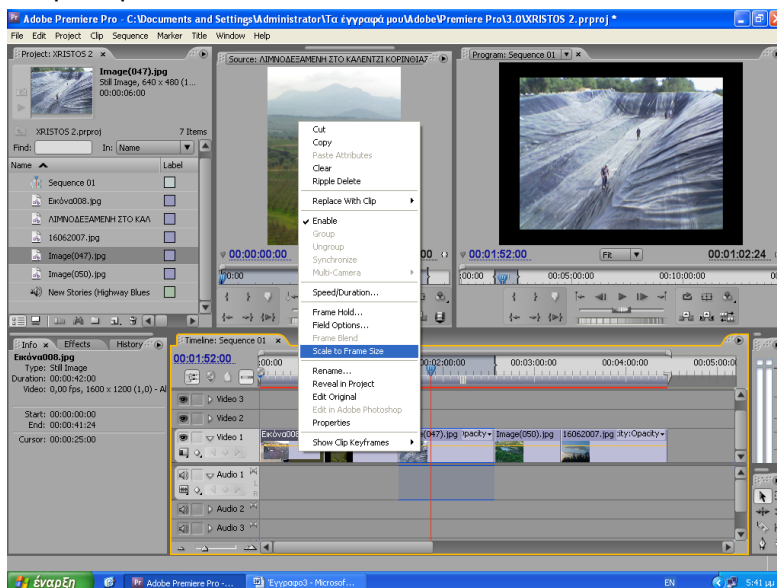 Adobe Premiere Pro - C:\Documents and Settings\Administrator\Τα έγγραφά μου\Adobe\Premiere Pro\3.0\XRISTOS 2.prproj *
File Edit Project Clip Sequence Marker Title Window Help
Project: XRISTOS 2
Image(047).jpg
Still Image, 640 x 480 (1...
00:00:06:00
XRISTOS 2.prproj 7 Items
Find: In: Name
Name Label
Sequence 01
Εικόνα008.jpg
ΛΙΜΝΟΔΕΞΑΜΕΝΗ ΣΤΟ ΚΑΛ
16062007.jpg
Image(047).jpg
Image(050).jpg
New Stories (Highway Blues
Source: ΛΙΜΝΟΔΕΞΑΜΕΝΗ ΣΤΟ ΚΑΛΕΝΤΖΙ ΚΟΡΙΝΘΙΑΣ
00:00:00:00 00
0:00
Program: Sequence 01
00:01:52:00 Fit 00:01:02:24
:00:00 00:05:00:00 00:10:00:00
Cut
Copy
Paste Attributes
Clear
Ripple Delete
Replace With Clip
Enable
Group
Ungroup
Synchronize
Multi-Camera
Speed/Duration...
Frame Hold...
Field Options...
Frame Blend
Scale to Frame Size
Rename...
Reveal in Project
Edit Original
Edit in Adobe Photoshop
Properties
Show Clip Keyframes
Info Effects History
Εικόνα008.jpg
Type: Still Image
Duration: 00:00:42:00
Video: 0,00 fps, 1600 x 1200 (1,0) - Al
Start: 00:00:00:00
End: 00:00:41:24
Cursor: 00:00:25:00
Timeline: Sequence 01
00:01:52:00 :00:00 00:02:00:00 00:03:00:00 00:04:00:00 00:05:00:0
Video 3
Video 2
Video 1 Εικόνα008 (047).jpg Opacity Image(050).jpg 16062007.jpg ity:Opacity
Audio 1
L
R
Audio 2
Audio 3
έναρξη Adobe Premiere Pro -... Έγγραφο3 - Microsof... EN 5:41 μμ